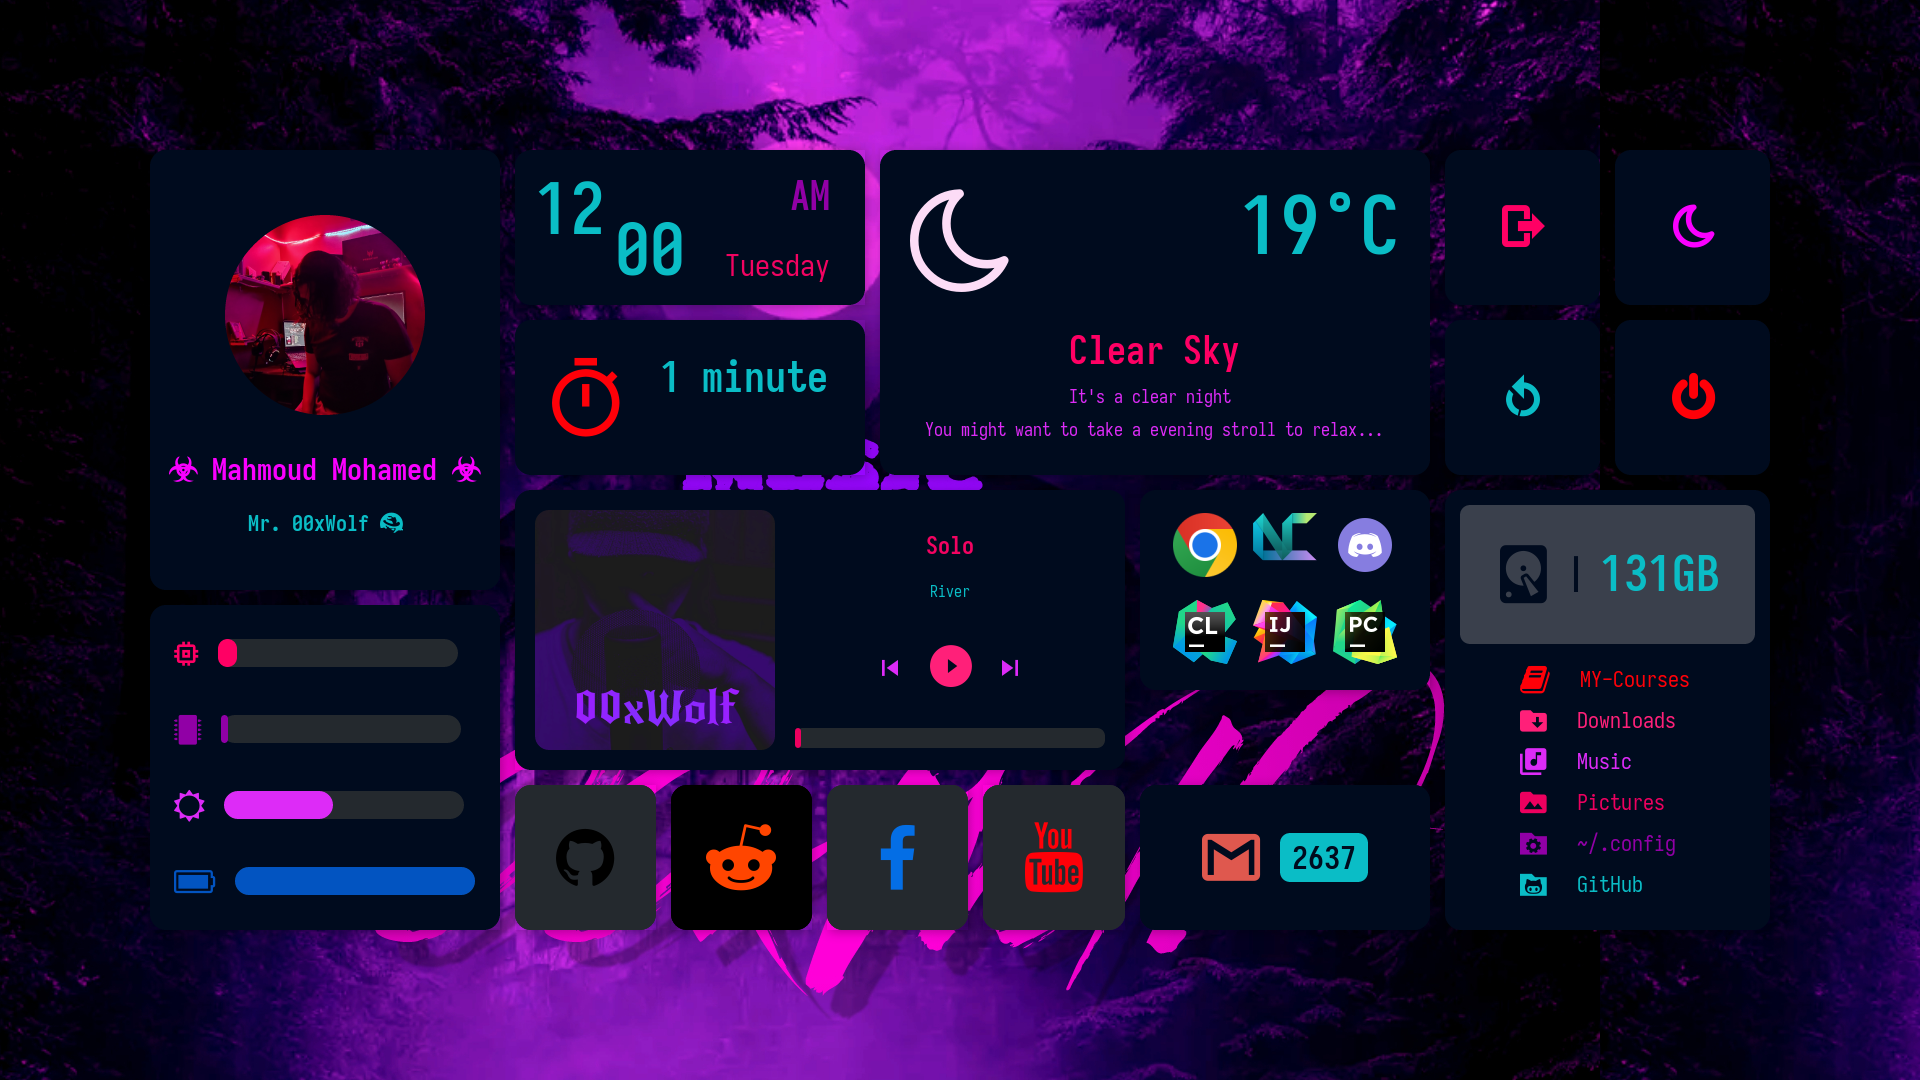 Mahmoud Mohamed
Mr. 00xWolf
12
00
AM
Tuesday
1 minute
19°C
Clear Sky
It's a clear night
You might want to take a evening stroll to relax...
Solo
River
00xWolf
CL
IJ
PC
131GB
MY-Courses
Downloads
Music
Pictures
~/.config
GitHub
You
Tube
2637